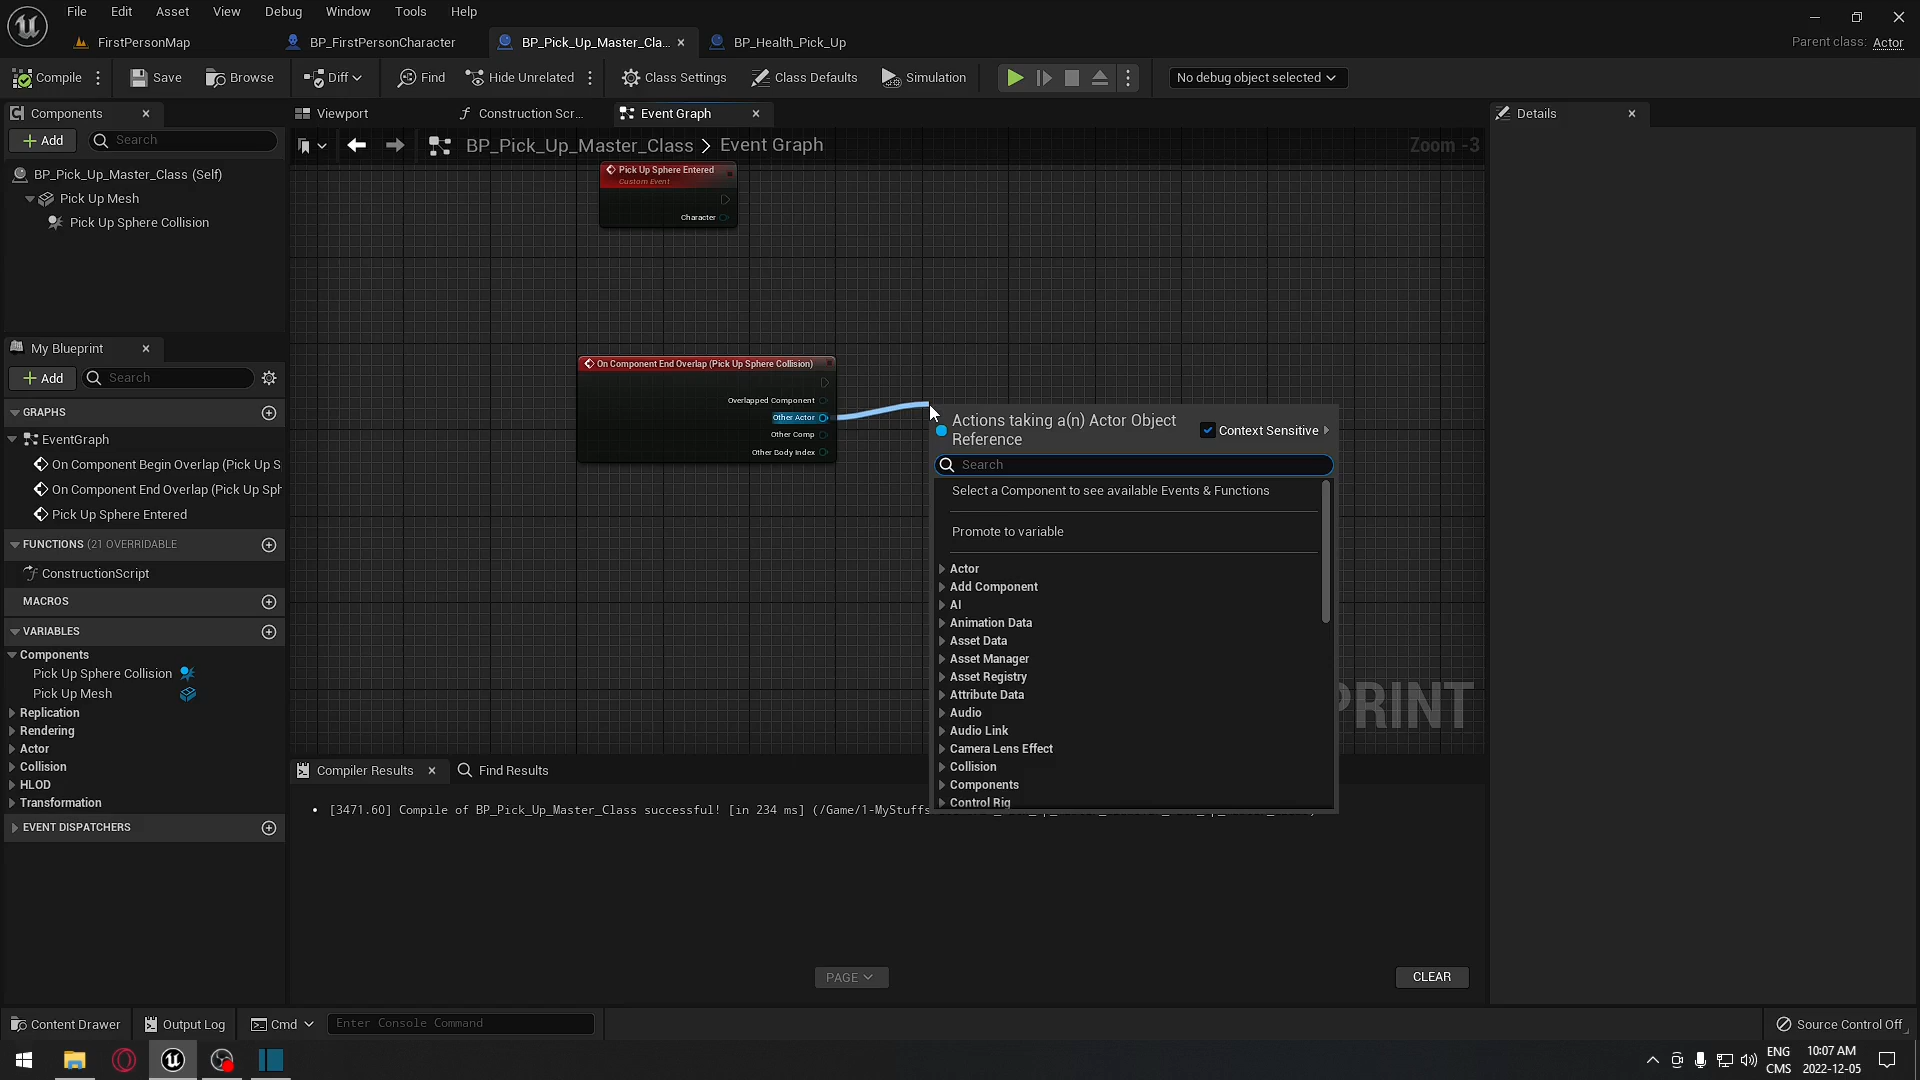 File Edit Asset View Debug Window Tools Help
FirstPersonMap BP_FirstPersonCharacter BP_Pick_Up_Master_Cla... BP_Health_Pick_Up Parent class: Actor
Compile Save Browse Diff Find Hide Unrelated Class Settings Class Defaults Simulation No debug object selected
Components Viewport Construction Scr... Event Graph Details
Add Search
BP_Pick_Up_Master_Class > Event Graph Zoom -3
BP_Pick_Up_Master_Class (Self)
Pick Up Mesh
Pick Up Sphere Collision
Pick Up Sphere Entered
Custom Event
Character
My Blueprint
Add Search
GRAPHS
EventGraph
On Component Begin Overlap (Pick Up S
On Component End Overlap (Pick Up Sph
Pick Up Sphere Entered
FUNCTIONS (21 OVERRIDABLE
ConstructionScript
MACROS
VARIABLES
Components
Pick Up Sphere Collision
Pick Up Mesh
Replication
Rendering
Actor
Collision
HLOD
Transformation
EVENT DISPATCHERS
On Component End Overlap (Pick Up Sphere Collision)
Overlapped Component
Other Actor
Other Comp
Other Body Index
Actions taking a(n) Actor Object
Reference
Context Sensitive
Search
Select a Component to see available Events & Functions
Promote to variable
Actor
Add Component
AI
Animation Data
Asset Data
Asset Manager
Asset Registry
Attribute Data
Audio
Audio Link
Camera Lens Effect
Collision
Components
Control Rig
PRINT
Compiler Results Find Results
[3471.60] Compile of BP_Pick_Up_Master_Class successful! [in 234 ms] (/Game/1-MyStuffs
PAGE CLEAR
Content Drawer Output Log Cmd Enter Console Command Source Control Off
ENG 10:07 AM
CMS 2022-12-05